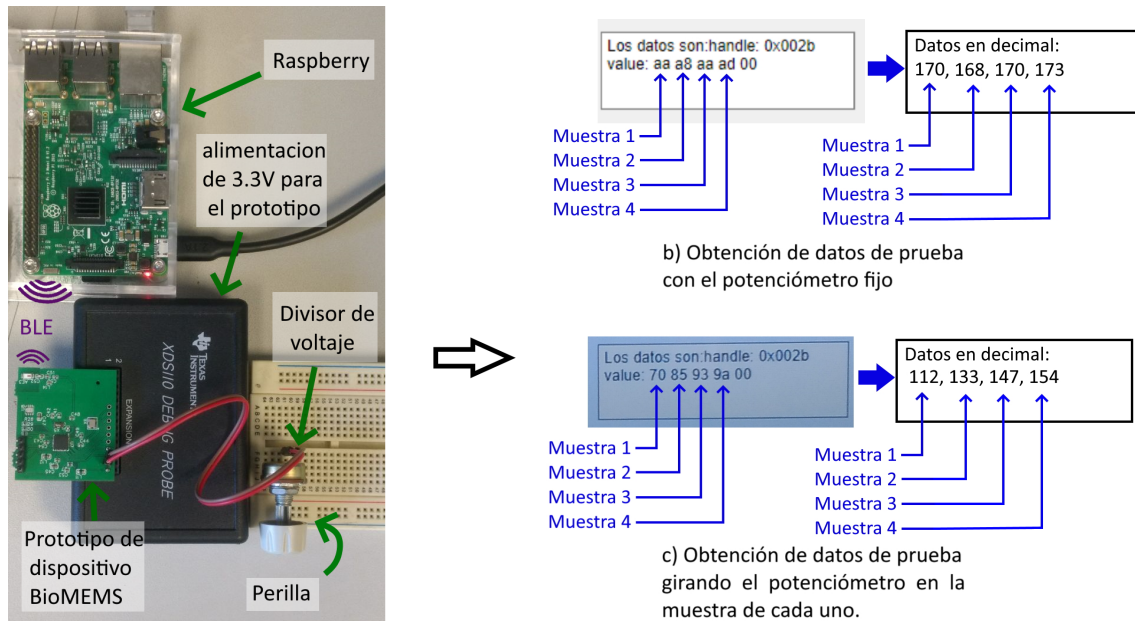 Raspberry
alimentacion
de 3.3V para
el prototipo
Divisor de
voltaje
BLE
TEXAS
INSTRUMENTS
XDS110 DEBUG PROBE
EXPANSION
Prototipo de
dispositivo
BioMEMS
Perilla
Los datos son:handle: 0x002b
value: aa a8 aa ad 00
Muestra 1
Muestra 2
Muestra 3
Muestra 4
Datos en decimal:
170, 168, 170, 173
Muestra 1
Muestra 2
Muestra 3
Muestra 4
b) Obtención de datos de prueba
con el potenciómetro fijo
Los datos son:handle: 0x002b
value: 70 85 93 9a 00
Muestra 1
Muestra 2
Muestra 3
Muestra 4
Datos en decimal:
112, 133, 147, 154
Muestra 1
Muestra 2
Muestra 3
Muestra 4
c) Obtención de datos de prueba
girando el potenciómetro en la
muestra de cada uno.